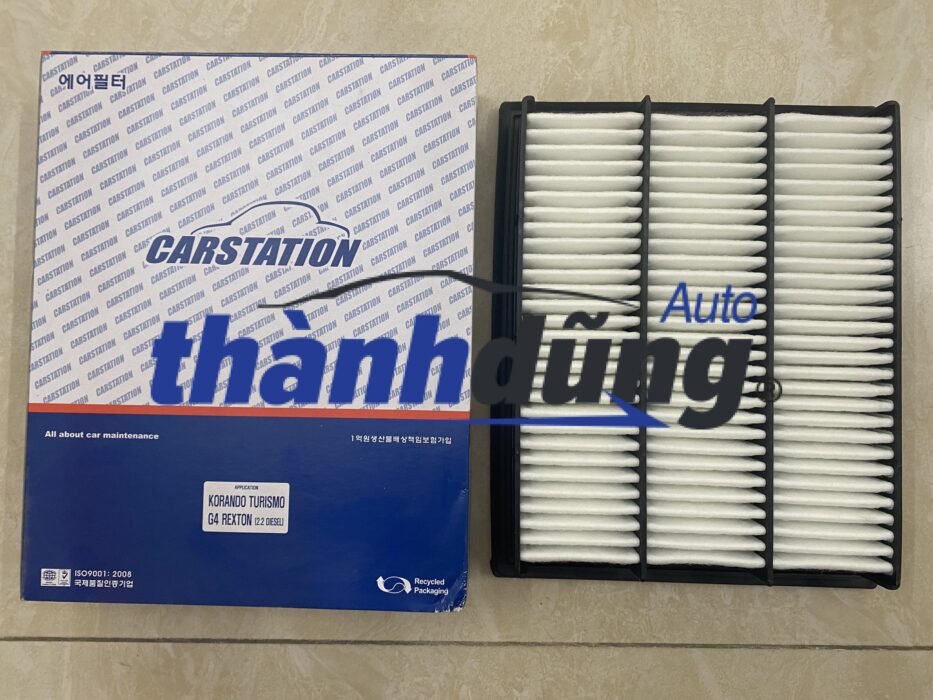 에어필터
CARSTATION
Auto
thànhdũng
All about car maintenance
1억원생산물배상책임보험가입
APPLICATION
KORANDO TURISMO
G4 REXTON (2.2 DIESEL)
ISO9001: 2008
국제품질인증기업
Recycled
Packaging